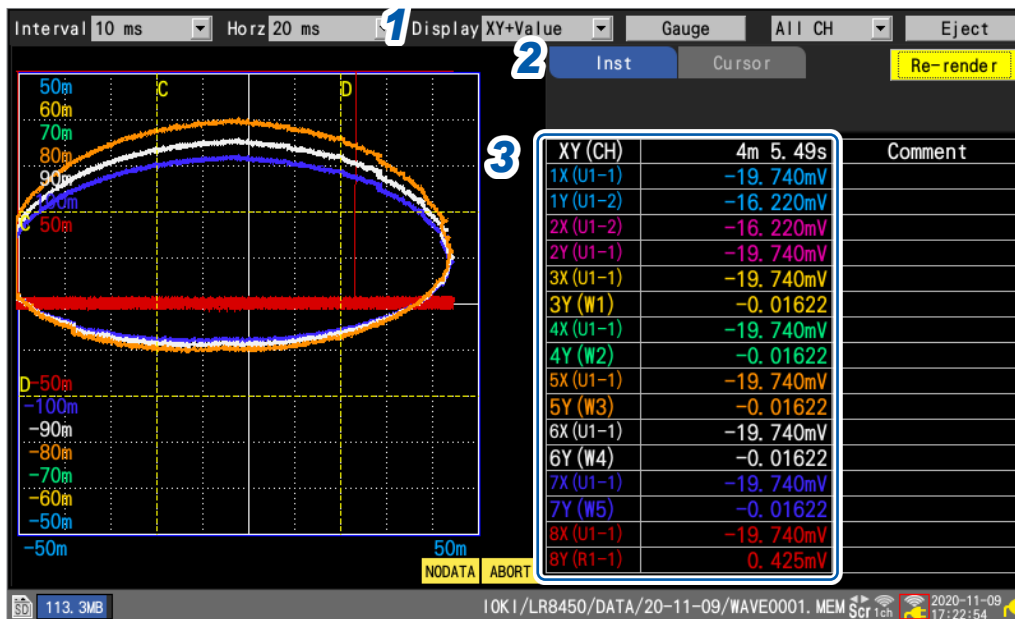 Interval 10 ms Horz 20 ms 1 Display XY+Value Gauge All CH Eject
2 Inst Cursor Re-render
50m C D
60m
70m
80m
90m
C 50m
3
XY(CH) 4m 5.49s Comment
1X(U1-1) -19.740mV
1Y(U1-2) -16.220mV
2X(U1-2) -16.220mV
2Y(U1-1) -19.740mV
3X(U1-1) -19.740mV
3Y(W1) -0.01622
4X(U1-1) -19.740mV
4Y(W2) -0.01622
5X(U1-1) -19.740mV
5Y(W3) -0.01622
6X(U1-1) -19.740mV
6Y(W4) -0.01622
7X(U1-1) -19.740mV
7Y(W5) -0.01622
8X(U1-1) -19.740mV
8Y(R1-1) 0.425mV
D-50m
-100m
-90m
-80m
-70m
-60m
-50m
-50m 50m
NODATA ABORT
SD 113.3MB IOKI/LR8450/DATA/20-11-09/WAVE0001.MEM Scr 1ch 2020-11-09
17:22:54